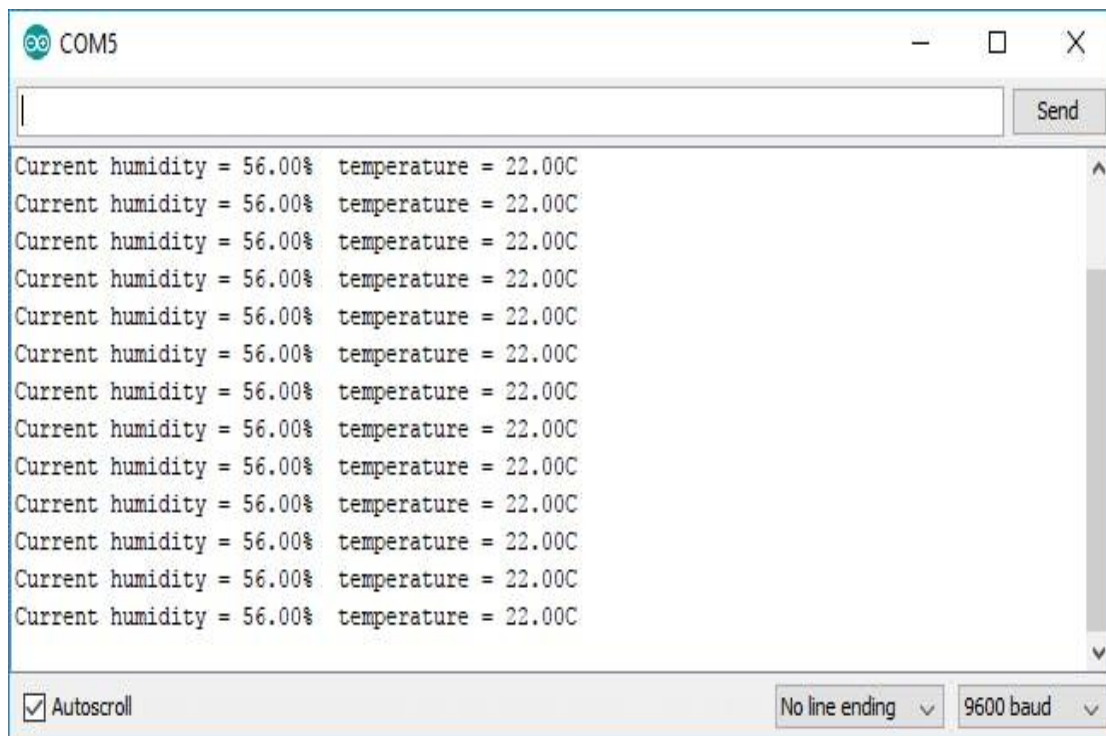 COM5
Send
Current humidity = 56.00%  temperature = 22.00C
Current humidity = 56.00%  temperature = 22.00C
Current humidity = 56.00%  temperature = 22.00C
Current humidity = 56.00%  temperature = 22.00C
Current humidity = 56.00%  temperature = 22.00C
Current humidity = 56.00%  temperature = 22.00C
Current humidity = 56.00%  temperature = 22.00C
Current humidity = 56.00%  temperature = 22.00C
Current humidity = 56.00%  temperature = 22.00C
Current humidity = 56.00%  temperature = 22.00C
Current humidity = 56.00%  temperature = 22.00C
Current humidity = 56.00%  temperature = 22.00C
Current humidity = 56.00%  temperature = 22.00C
Autoscroll No line ending 9600 baud